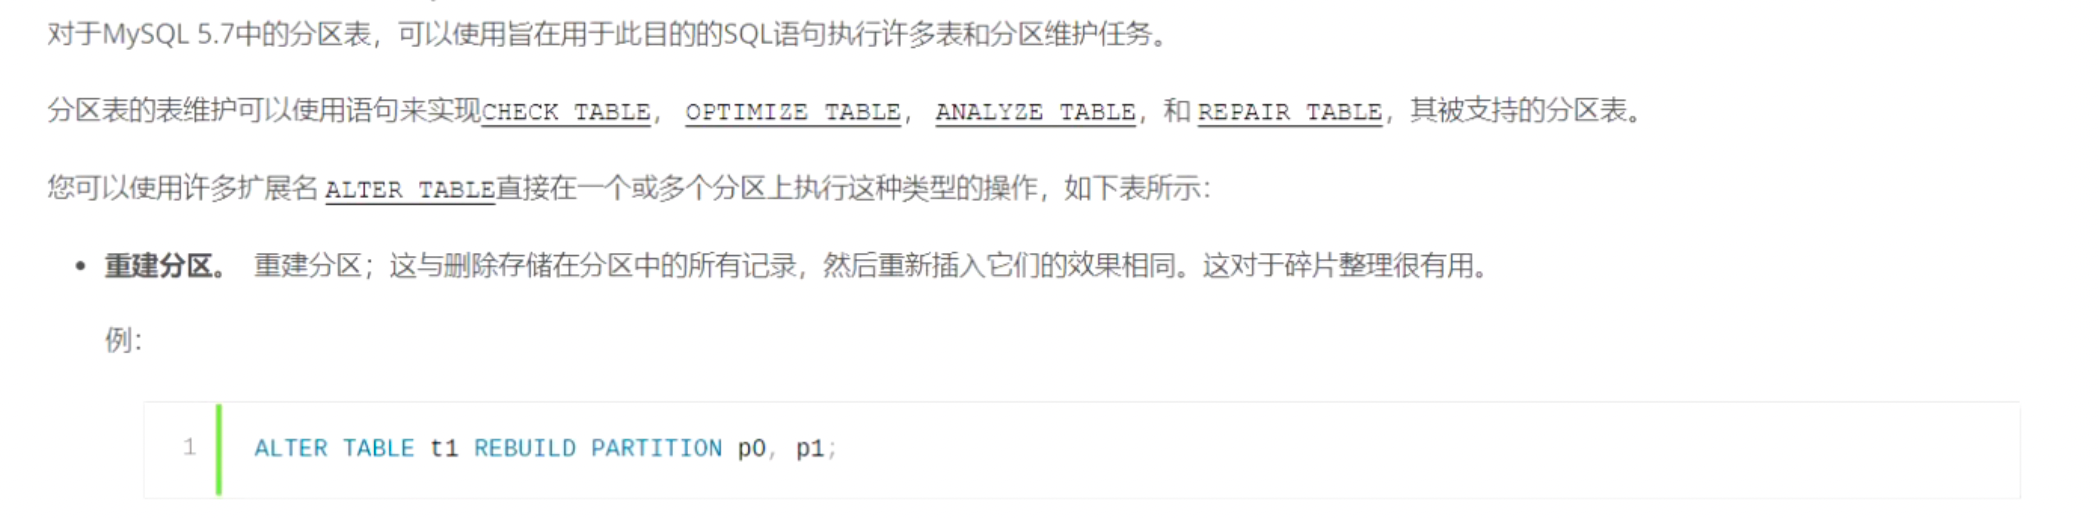 对于MySQL 5.7中的分区表，可以使用旨在用于此目的的SQL语句执行许多表和分区维护任务。
分区表的表维护可以使用语句来实现CHECK TABLE， OPTIMIZE TABLE， ANALYZE TABLE，和 REPAIR TABLE，其被支持的分区表。
您可以使用许多扩展名 ALTER TABLE直接在一个或多个分区上执行这种类型的操作，如下表所示：
• 重建分区。 重建分区；这与删除存储在分区中的所有记录，然后重新插入它们的效果相同。这对于碎片整理很有用。
例：
1 ALTER TABLE t1 REBUILD PARTITION p0, p1;